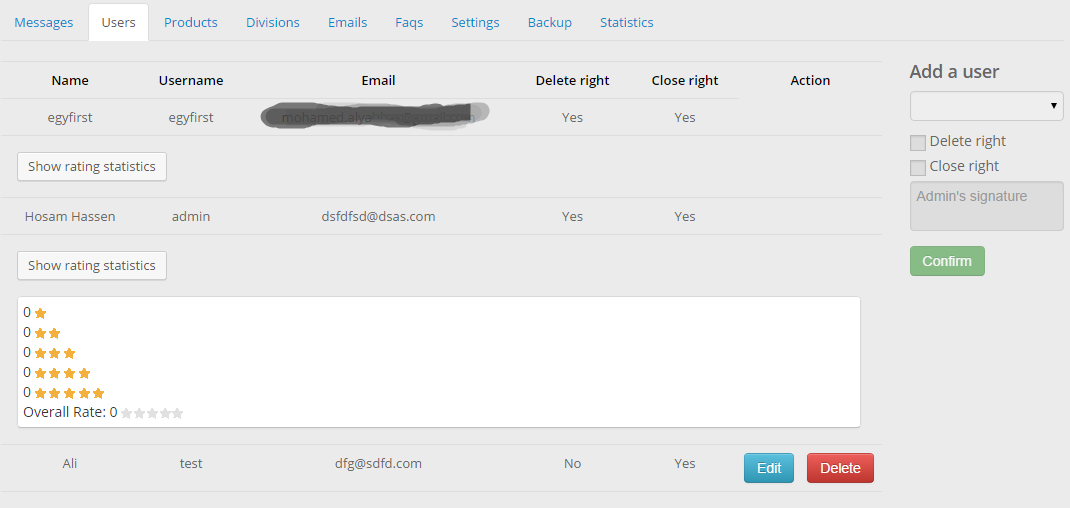 Messages Users Products Divisions Emails Faqs Settings Backup Statistics
Name Username Email Delete right Close right Action
egyfirst egyfirst Yes Yes
Show rating statistics
Hosam Hassen admin dsfdfsd@dsas.com Yes Yes
Show rating statistics
0
0
0
0
0
Overall Rate: 0
Ali test dfg@sdfd.com No Yes Edit Delete
Add a user
Delete right
Close right
Admin's signature
Confirm